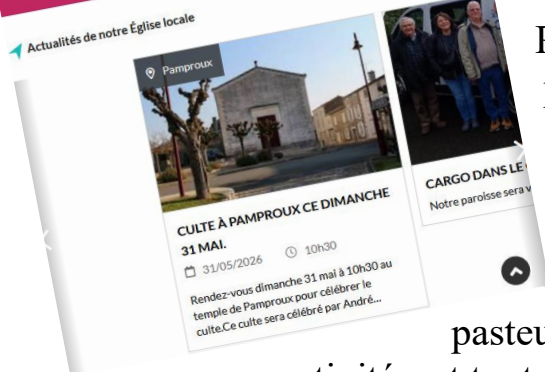 Actualités de notre Église locale
Pamproux
CULTE À PAMPROUX CE DIMANCHE
31 MAI.
31/05/2026 10h30
Rendez-vous dimanche 31 mai à 10h30 au
temple de Pamproux pour célébrer le
culte.Ce culte sera célébré par André...
CARGO DANS LE
Notre paroisse sera